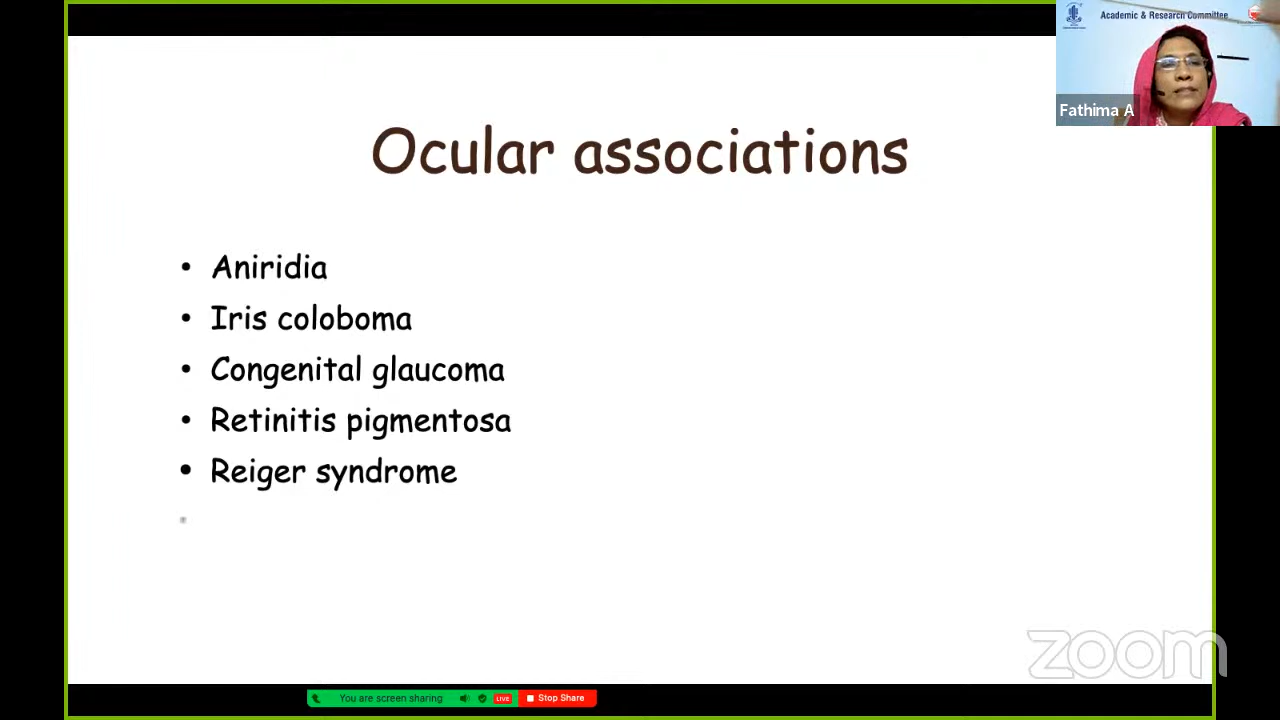 Academic & Research Committee
Fathima A
Ocular associations
• Aniridia
• Iris coloboma
• Congenital glaucoma
• Retinitis pigmentosa
• Reiger syndrome
zoom
You are screen sharing
LIVE
Stop Share